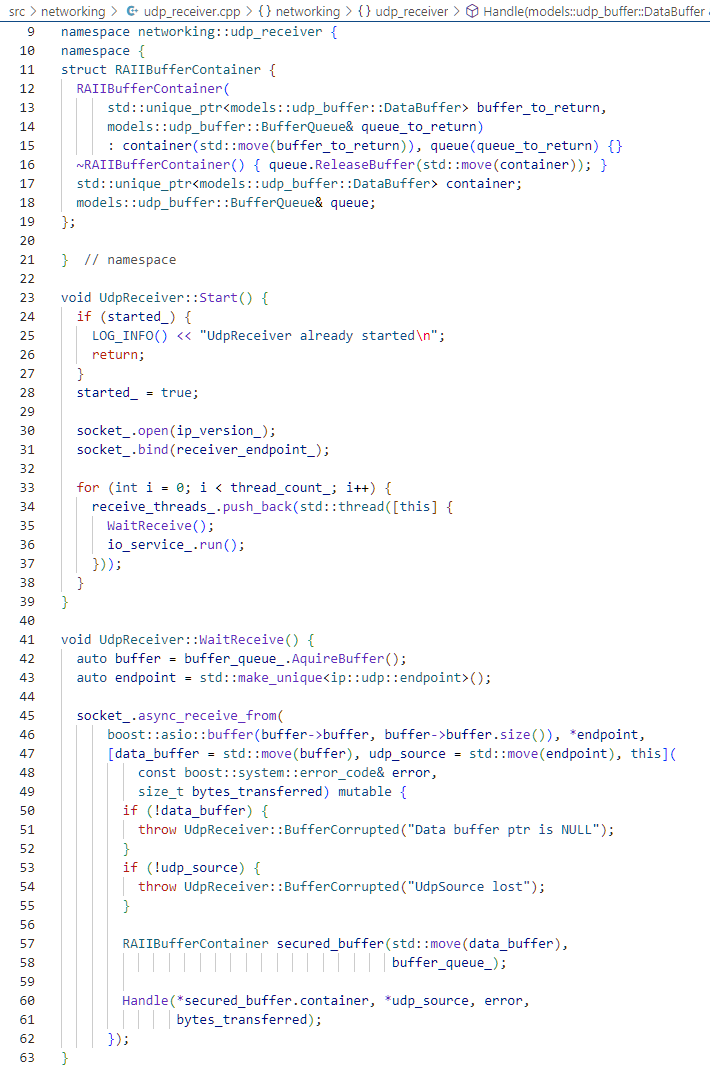 src > networking > udp_receiver.cpp > {} networking > {} udp_receiver > Handle(models::udp_buffer::DataBuffer &
9 namespace networking::udp_receiver {
10 namespace {
11 struct RAIIBufferContainer {
12   RAIIBufferContainer(
13       std::unique_ptr<models::udp_buffer::DataBuffer> buffer_to_return,
14       models::udp_buffer::BufferQueue& queue_to_return)
15       : container(std::move(buffer_to_return)), queue(queue_to_return) {}
16   ~RAIIBufferContainer() { queue.ReleaseBuffer(std::move(container)); }
17   std::unique_ptr<models::udp_buffer::DataBuffer> container;
18   models::udp_buffer::BufferQueue& queue;
19 };
20
21 }  // namespace
22
23 void UdpReceiver::Start() {
24   if (started_) {
25     LOG_INFO() << "UdpReceiver already started\n";
26     return;
27   }
28   started_ = true;
29
30   socket_.open(ip_version_);
31   socket_.bind(receiver_endpoint_);
32
33   for (int i = 0; i < thread_count_; i++) {
34     receive_threads_.push_back(std::thread([this] {
35       WaitReceive();
36       io_service_.run();
37     }));
38   }
39 }
40
41 void UdpReceiver::WaitReceive() {
42   auto buffer = buffer_queue_.AquireBuffer();
43   auto endpoint = std::make_unique<ip::udp::endpoint>();
44
45   socket_.async_receive_from(
46       boost::asio::buffer(buffer->buffer, buffer->buffer.size()), *endpoint,
47       [data_buffer = std::move(buffer), udp_source = std::move(endpoint), this](
48           const boost::system::error_code& error,
49           size_t bytes_transferred) mutable {
50         if (!data_buffer) {
51           throw UdpReceiver::BufferCorrupted("Data buffer ptr is NULL");
52         }
53         if (!udp_source) {
54           throw UdpReceiver::BufferCorrupted("UdpSource lost");
55         }
56
57         RAIIBufferContainer secured_buffer(std::move(data_buffer),
58                                            buffer_queue_);
59
60         Handle(*secured_buffer.container, *udp_source, error,
61                bytes_transferred);
62       });
63 }